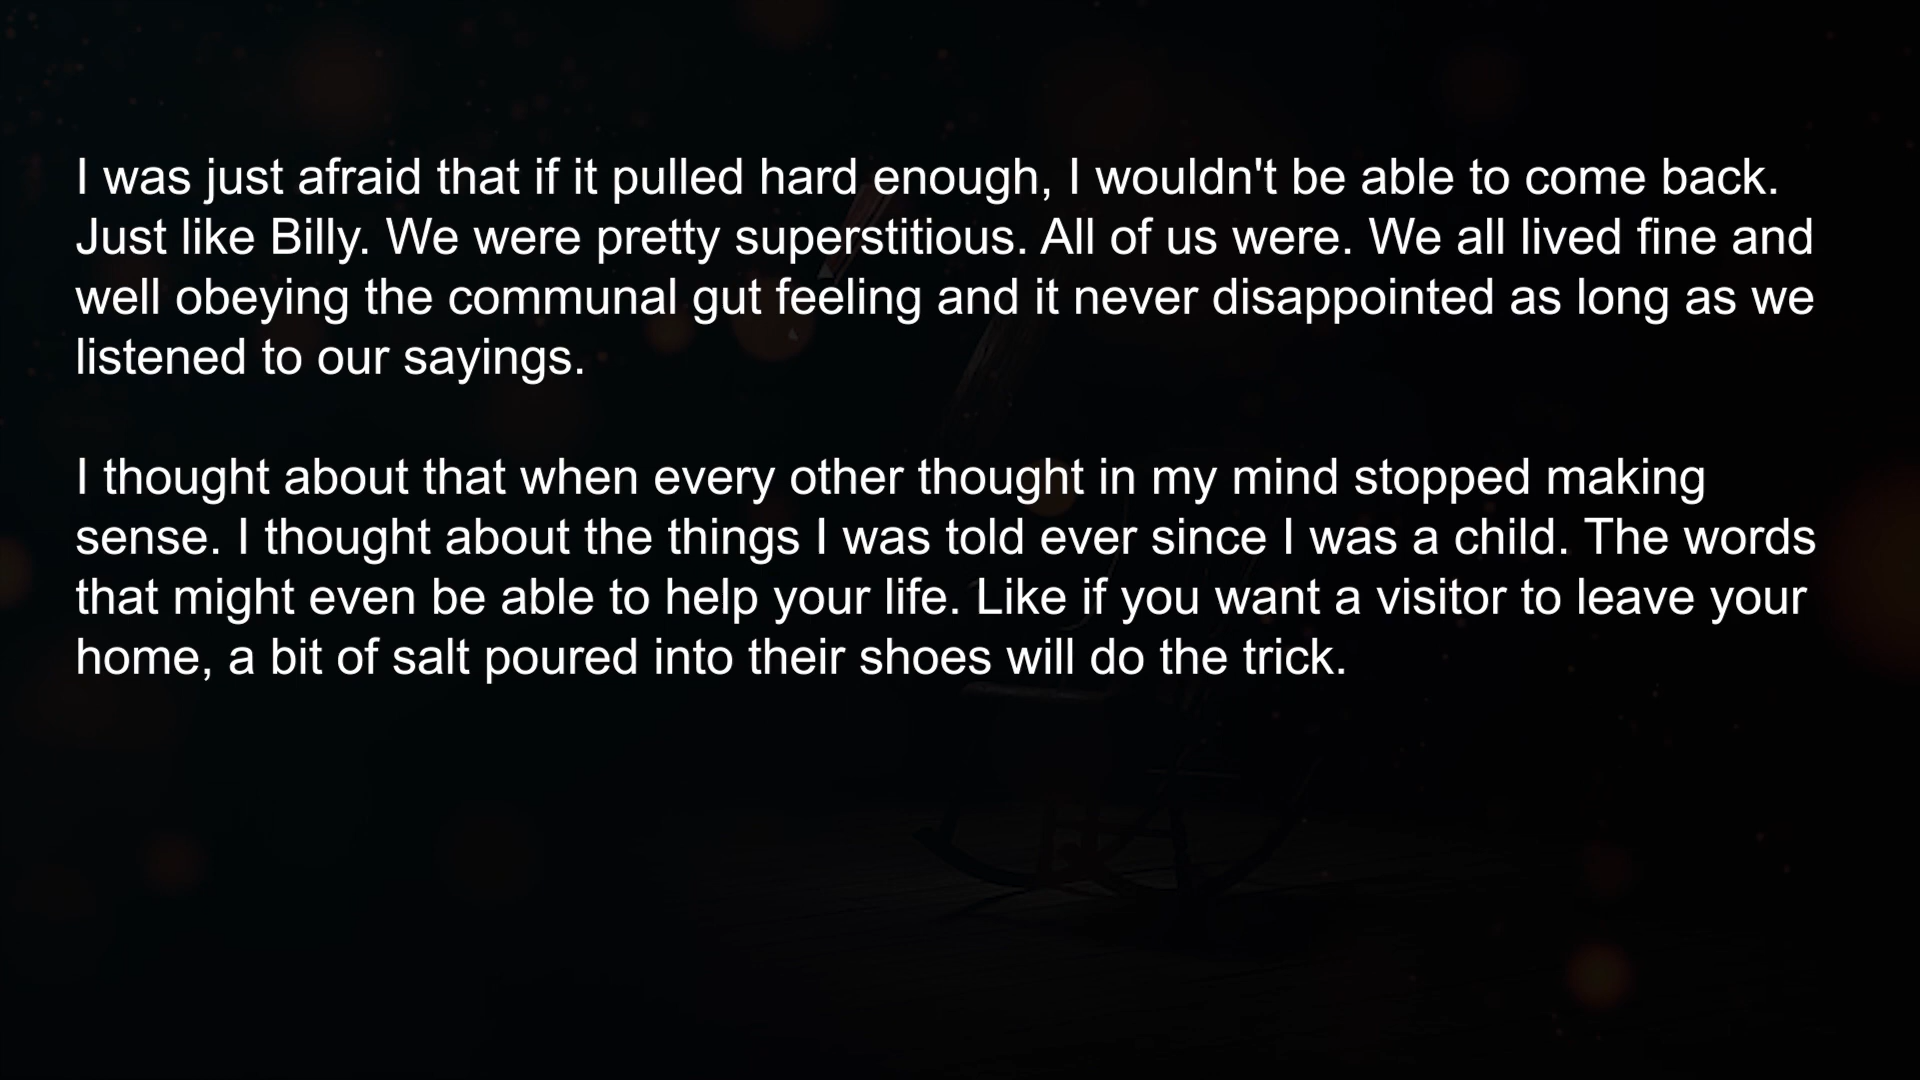 I was just afraid that if it pulled hard enough, I wouldn't be able to come back.
Just like Billy. We were pretty superstitious. All of us were. We all lived fine and
well obeying the communal gut feeling and it never disappointed as long as we
listened to our sayings.
I thought about that when every other thought in my mind stopped making
sense. I thought about the things I was told ever since I was a child. The words
that might even be able to help your life. Like if you want a visitor to leave your
home, a bit of salt poured into their shoes will do the trick.